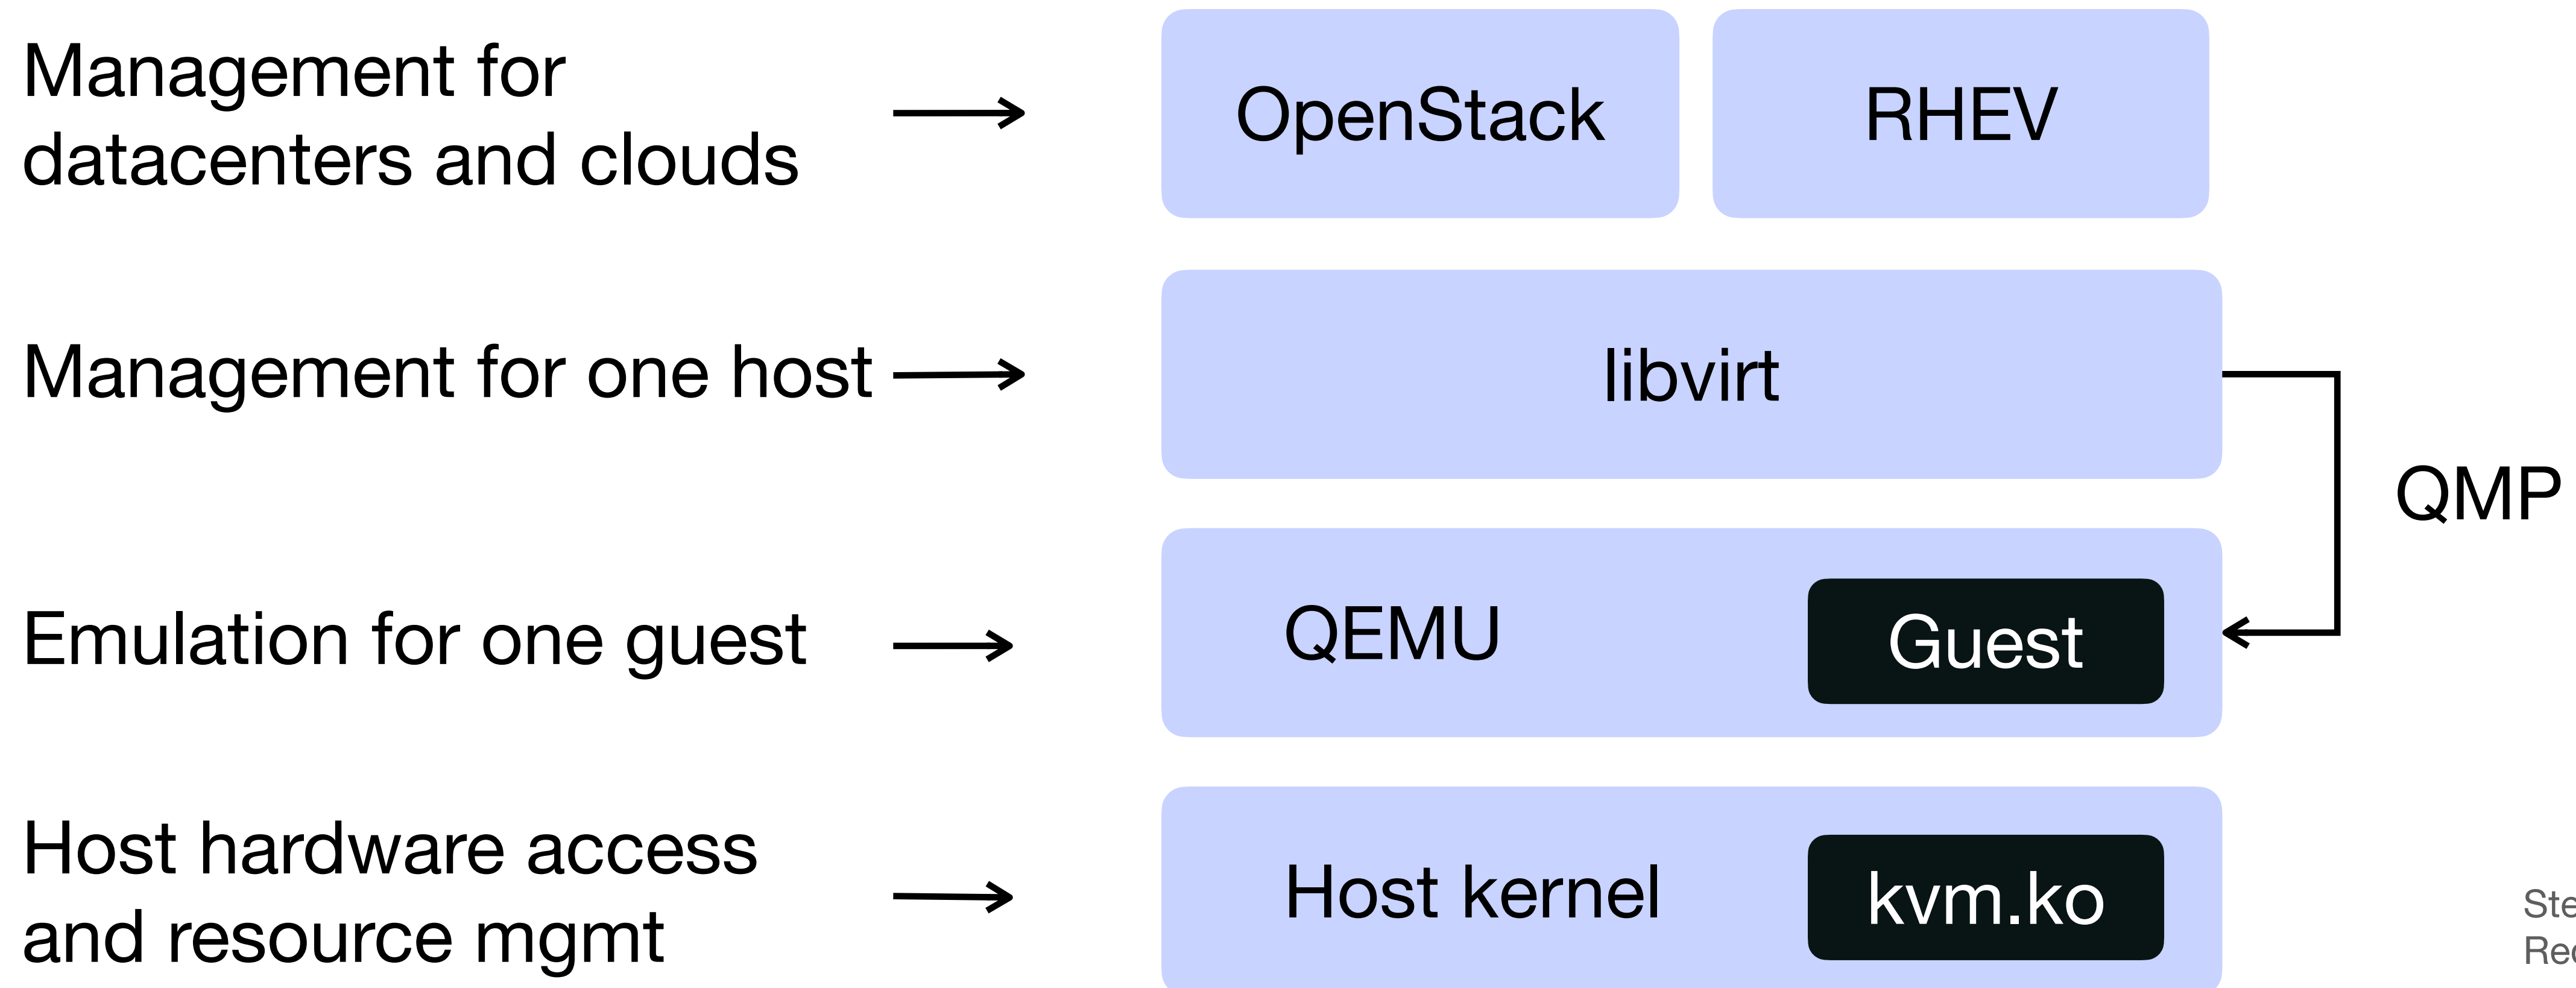 Management for
datacenters and clouds
OpenStack
RHEV
Management for one host
libvirt
QMP
Emulation for one guest
QEMU
Guest
Host hardware access
and resource mgmt
Host kernel
kvm.ko